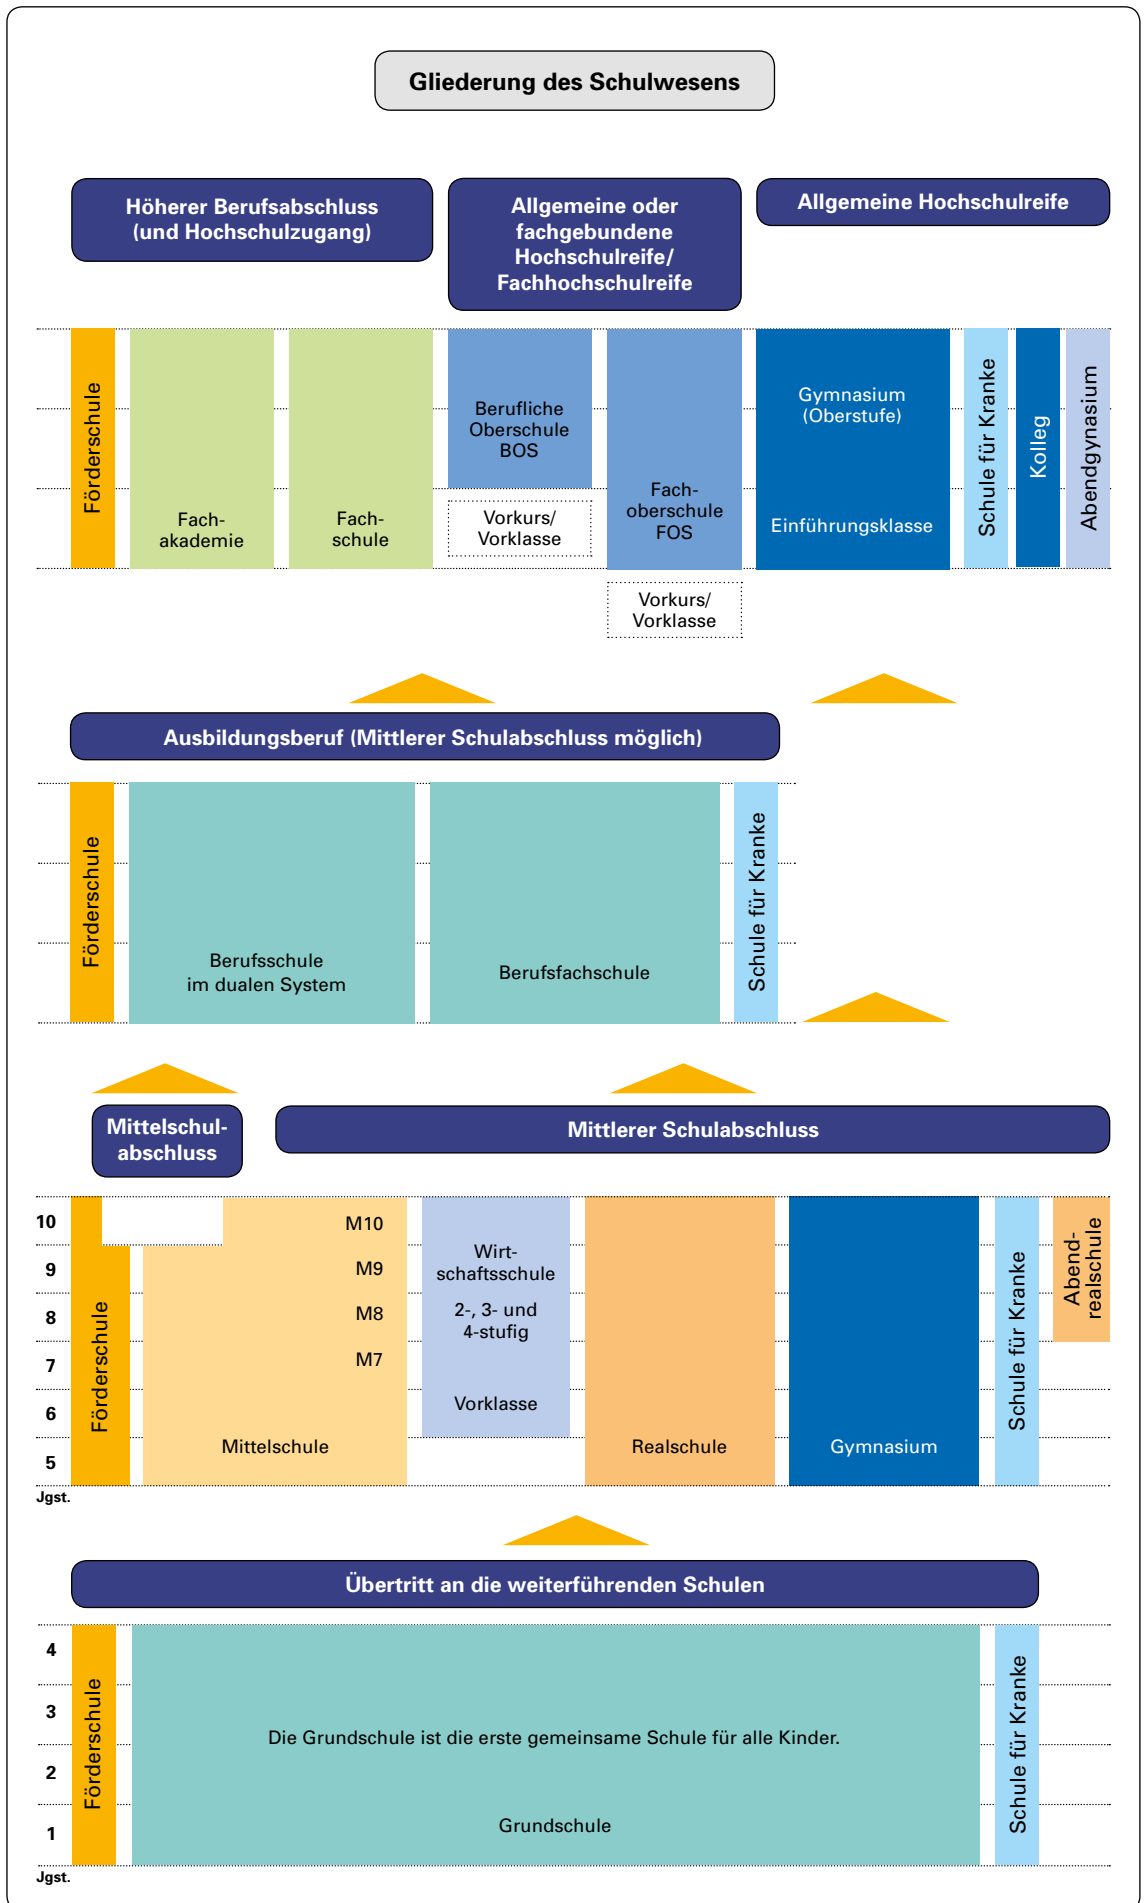 Gliederung des Schulwesens
Höherer Berufsabschluss
(und Hochschulzugang)
Allgemeine oder
fachgebundene
Hochschulreife/
Fachhochschulreife
Allgemeine Hochschulreife
Förderschule
Fach-
akademie
Fach-
schule
Berufliche
Oberschule
BOS
Vorkurs/
Vorklasse
Fach-
oberschule
FOS
Vorkurs/
Vorklasse
Gymnasium
(Oberstufe)
Einführungsklasse
Schule für Kranke
Kolleg
Abendgynasium
Ausbildungsberuf (Mittlerer Schulabschluss möglich)
Förderschule
Berufsschule
im dualen System
Berufsfachschule
Schule für Kranke
Mittelschul-
abschluss
Mittlerer Schulabschluss
10
9
8
7
6
5
Jgst.
Förderschule
M10
M9
M8
M7
Mittelschule
Wirt-
schaftsschule
2-, 3- und
4-stufig
Vorklasse
Realschule
Gymnasium
Schule für Kranke
Abend-
realschule
Übertritt an die weiterführenden Schulen
4
3
2
1
Jgst.
Förderschule
Die Grundschule ist die erste gemeinsame Schule für alle Kinder.
Grundschule
Schule für Kranke